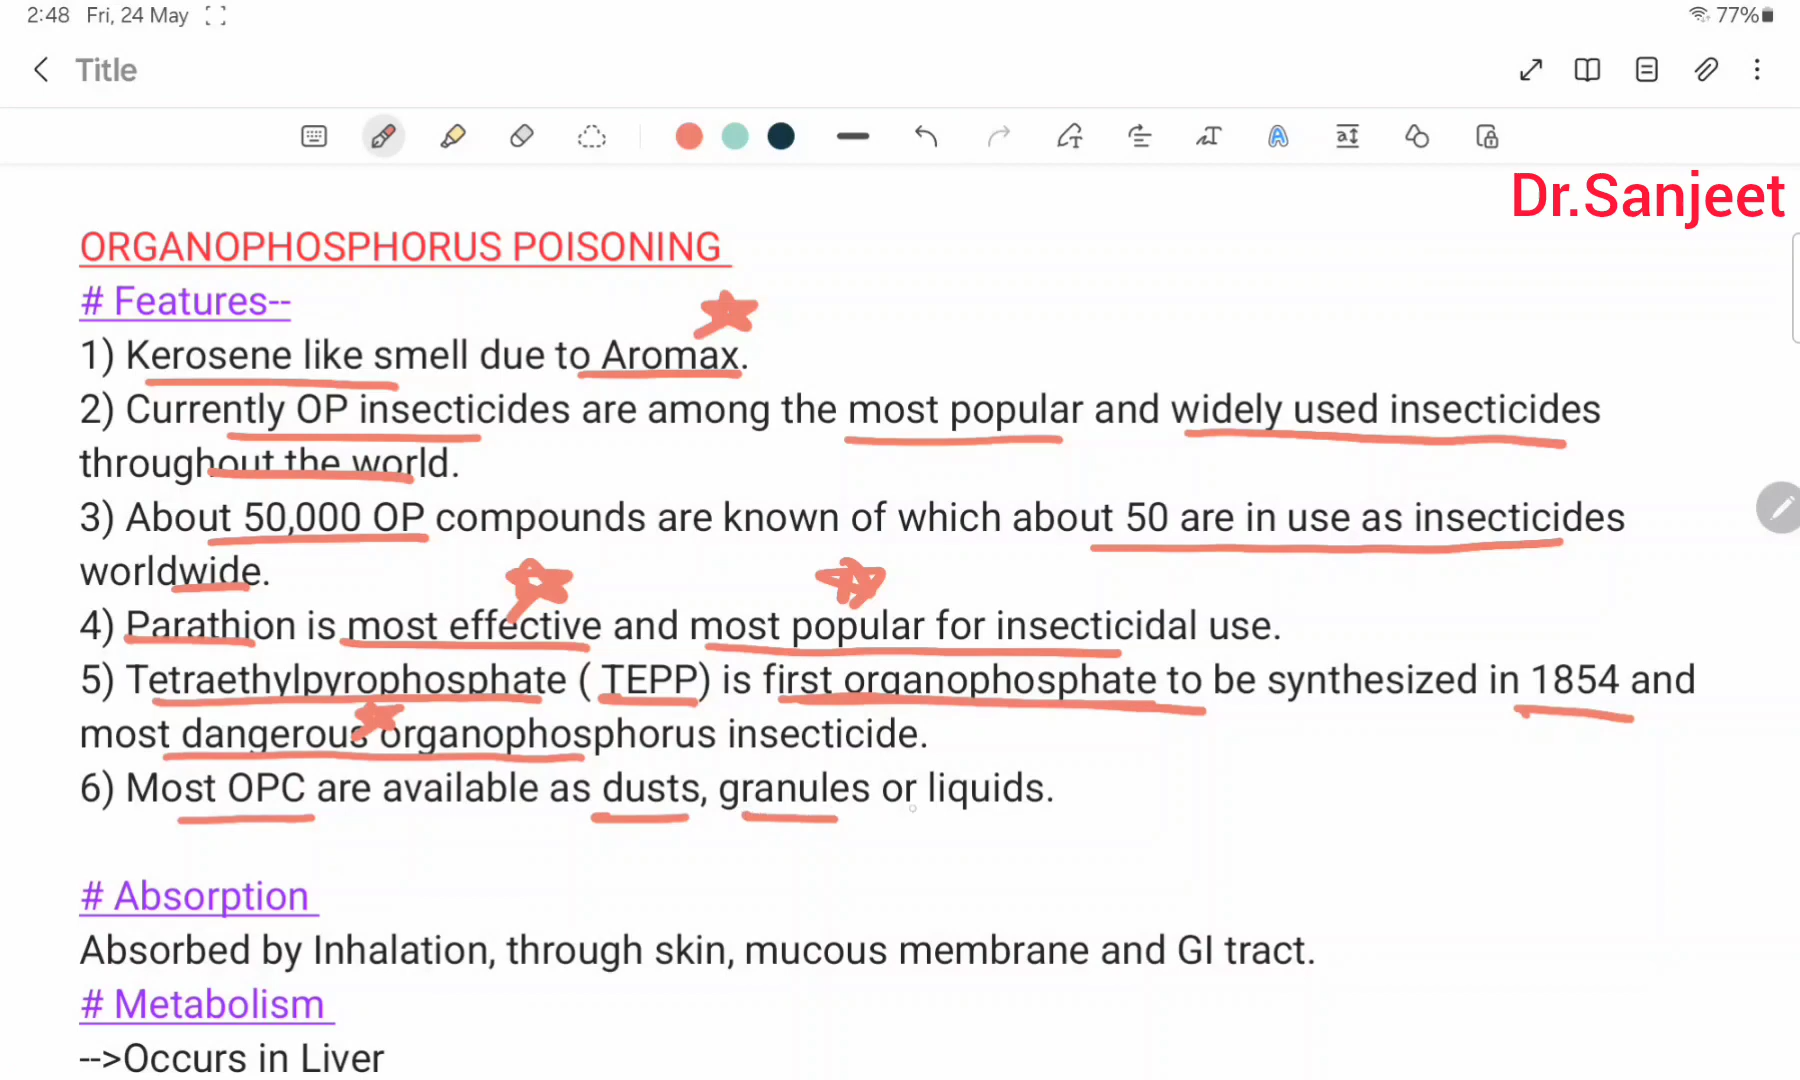 2:48 Fri, 24 May 77%
Title
Dr.Sanjeet
ORGANOPHOSPHORUS POISONING
# Features--
1) Kerosene like smell due to Aromax.
2) Currently OP insecticides are among the most popular and widely used insecticides
throughout the world.
3) About 50,000 OP compounds are known of which about 50 are in use as insecticides
worldwide.
4) Parathion is most effective and most popular for insecticidal use.
5) Tetraethylpyrophosphate ( TEPP) is first organophosphate to be synthesized in 1854 and
most dangerous organophosphorus insecticide.
6) Most OPC are available as dusts, granules or liquids.
# Absorption
Absorbed by Inhalation, through skin, mucous membrane and GI tract.
# Metabolism
-->Occurs in Liver